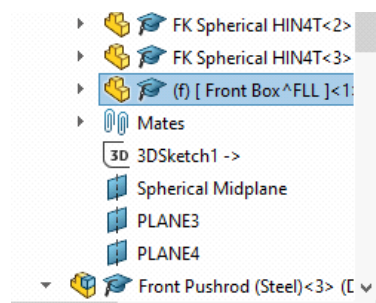 FK Spherical HIN4T<2>
FK Spherical HIN4T<3>
(f) [ Front Box^FLL ]<1>
Mates
3D 3DSketch1 ->
Spherical Midplane
PLANE3
PLANE4
Front Pushrod (Steel)<3> (D